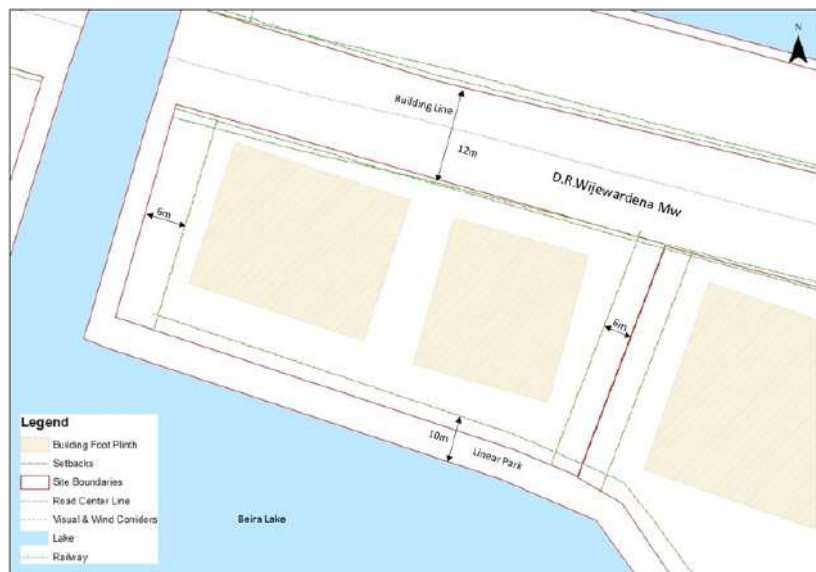 N
Building Line
12m
D.R.Wijewardena Mw
6m
6m
10m
Linear Park
Beira Lake
Legend
Building Foot Plinth
Setbacks
Site Boundaries
Road Center Line
Visual & Wind Corriders
Lake
Railway